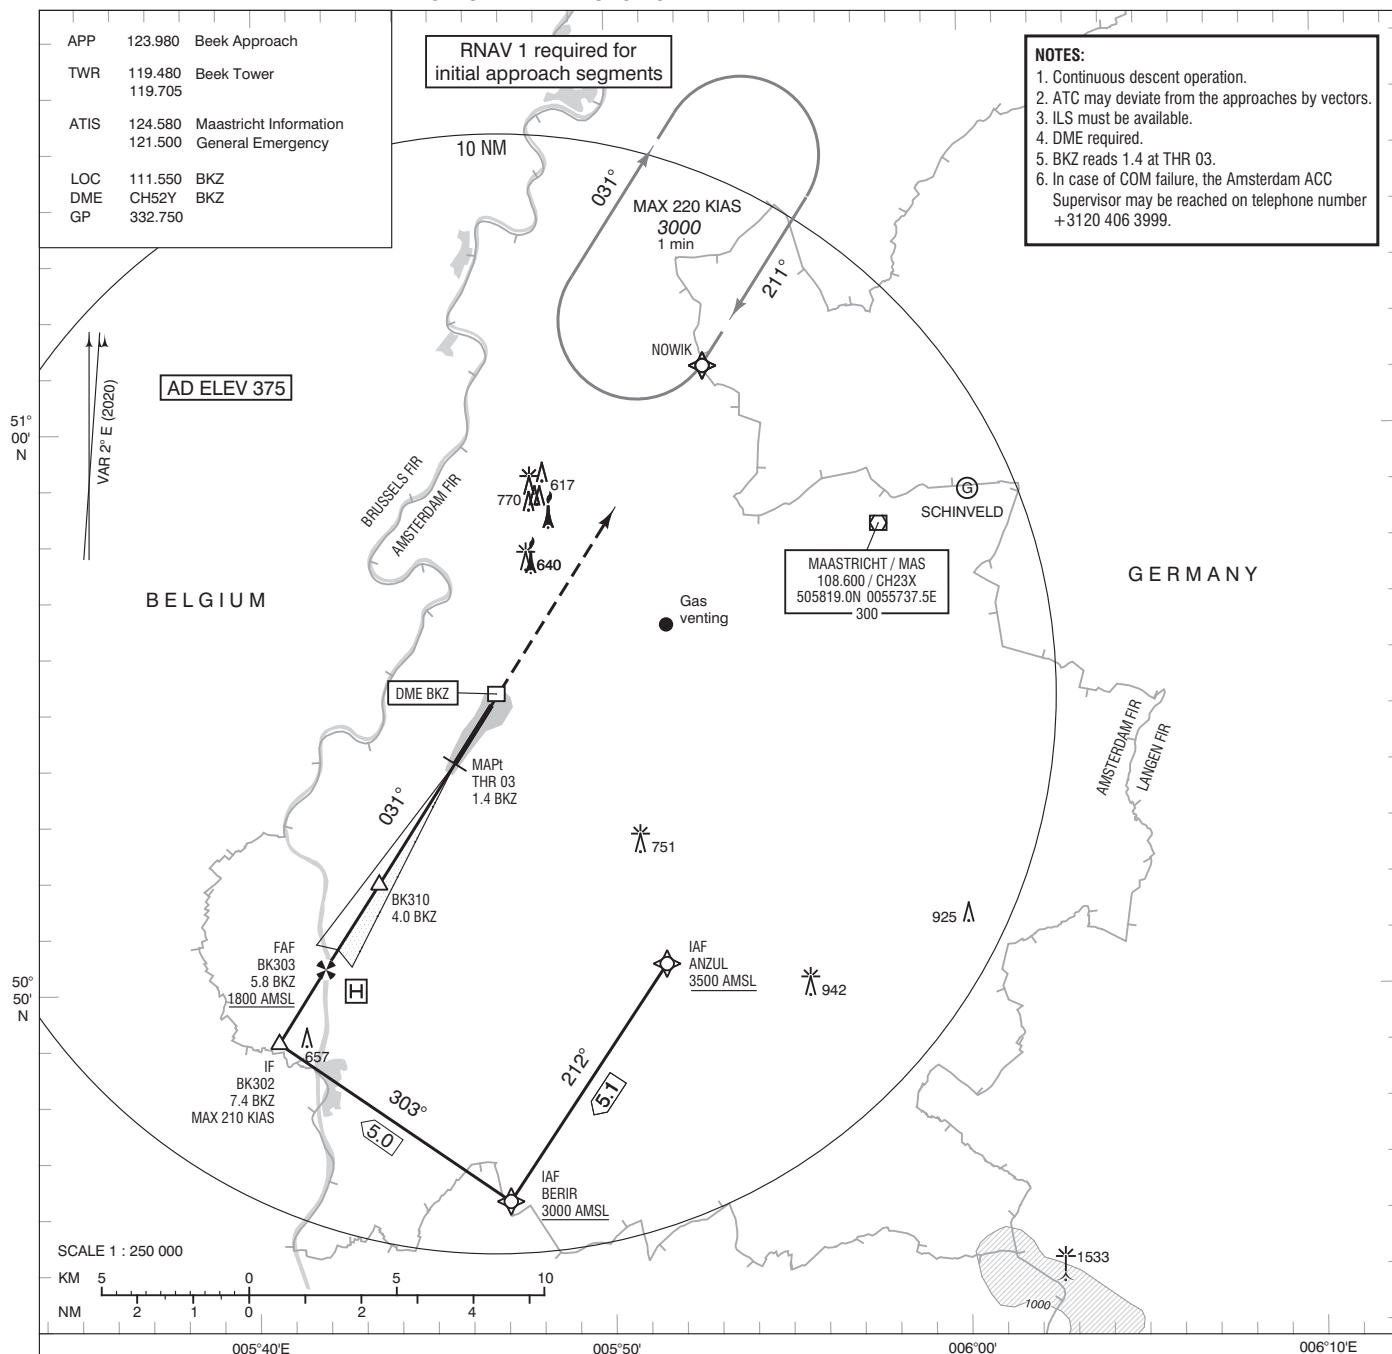 APP 123.980 Beek Approach
TWR 119.480 Beek Tower
119.705
ATIS 124.580 Maastricht Information
121.500 General Emergency
LOC 111.550 BKZ
DME CH52Y BKZ
GP 332.750
RNAV 1 required for
initial approach segments
NOTES:
1. Continuous descent operation.
2. ATC may deviate from the approaches by vectors.
3. ILS must be available.
4. DME required.
5. BKZ reads 1.4 at THR 03.
6. In case of COM failure, the Amsterdam ACC
Supervisor may be reached on telephone number
+3120 406 3999.
10 NM
031°
MAX 220 KIAS
3000
1 min
211°
NOWIK
AD ELEV 375
VAR 2° E (2020)
51°
00'
N
BRUSSELS FIR
AMSTERDAM FIR
617
770
640
SCHINVELD
G
MAASTRICHT / MAS
108.600 / CH23X
505819.0N 0055737.5E
300
GERMANY
BELGIUM
Gas
venting
DME BKZ
AMSTERDAM FIR
LANGEN FIR
MAPt
THR 03
1.4 BKZ
031°
751
BK310
4.0 BKZ
925
FAF
BK303
5.8 BKZ
1800 AMSL
H
IAF
ANZUL
3500 AMSL
942
50°
50'
N
657
IF
BK302
7.4 BKZ
MAX 210 KIAS
303°
5.0
212°
5.1
IAF
BERIR
3000 AMSL
1533
1000
SCALE 1 : 250 000
KM 5 0 5 10
NM 2 1 0 2 4
005°40'E 005°50'E 006°00' 006°10'E